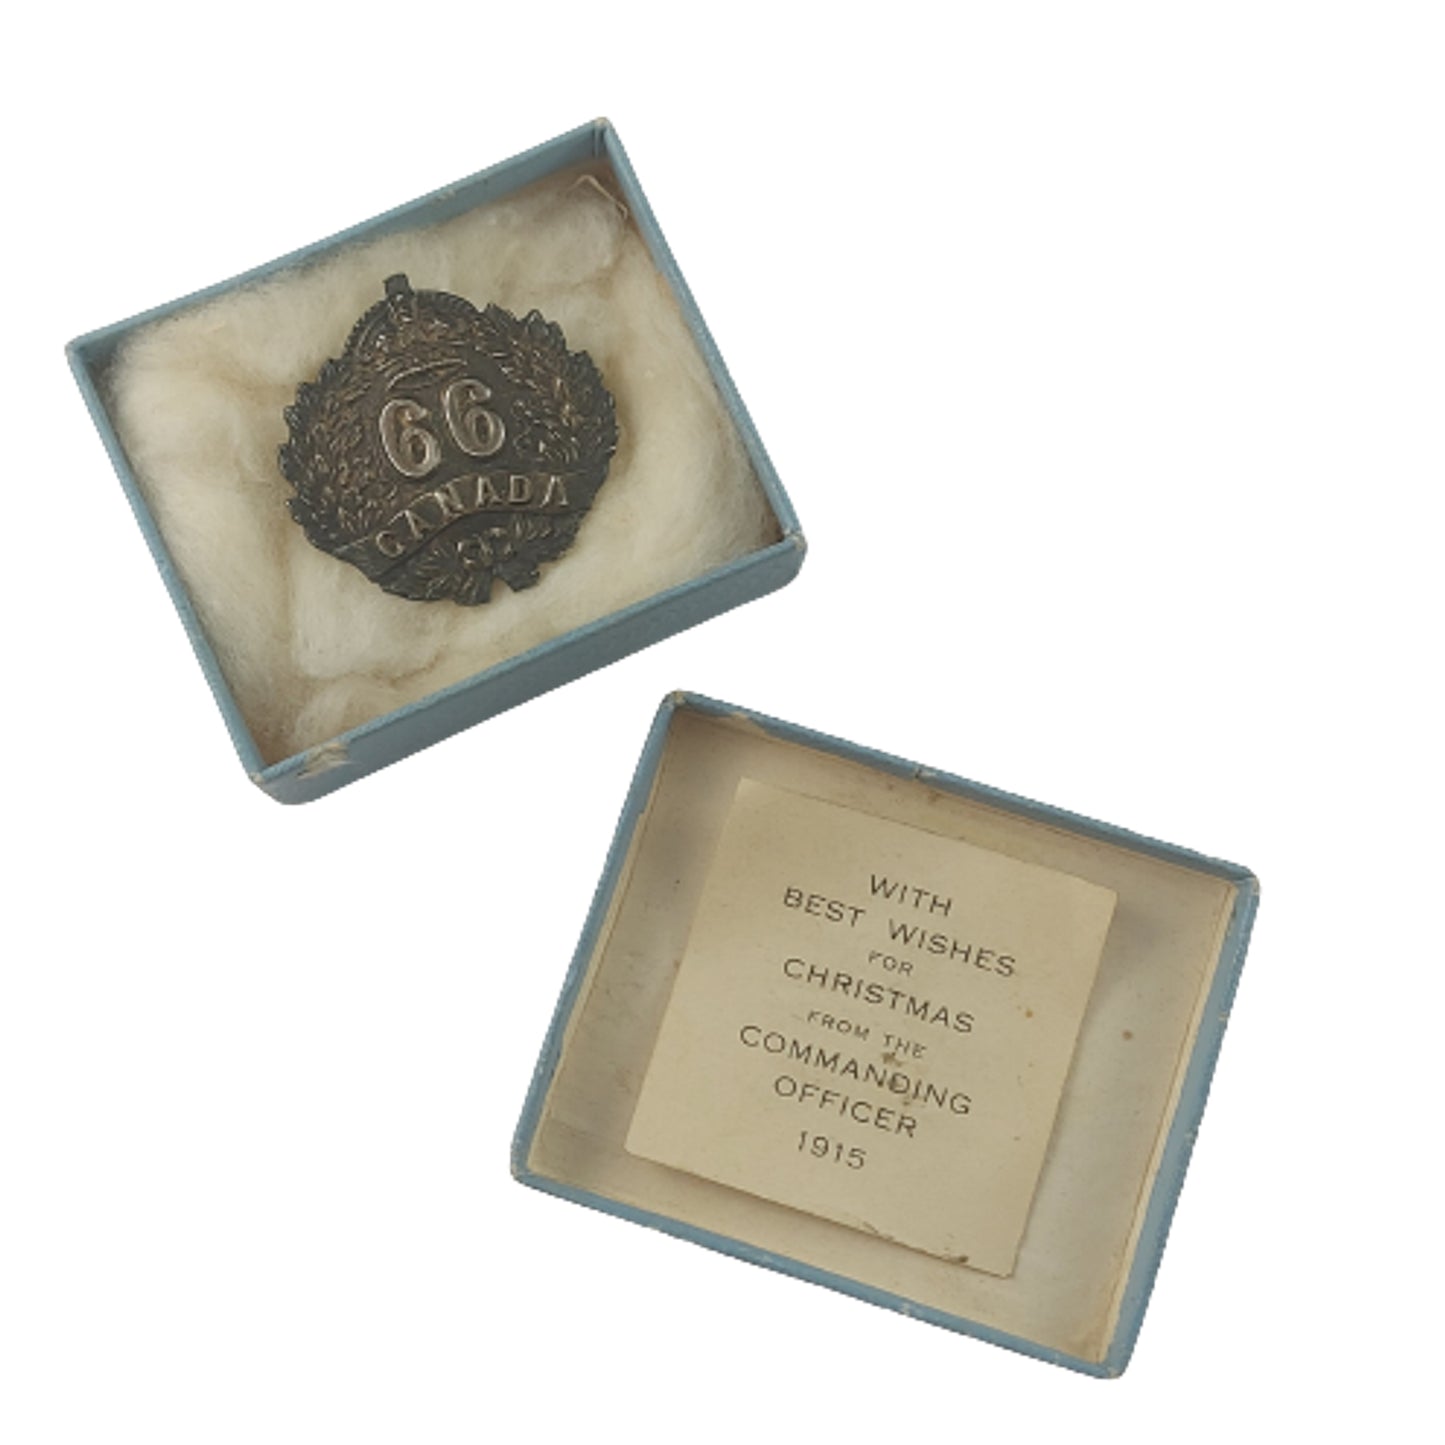 66
CANADA
WITH
BEST WISHES
FOR
CHRISTMAS
FROM THE
COMMANDING
OFFICER
1915